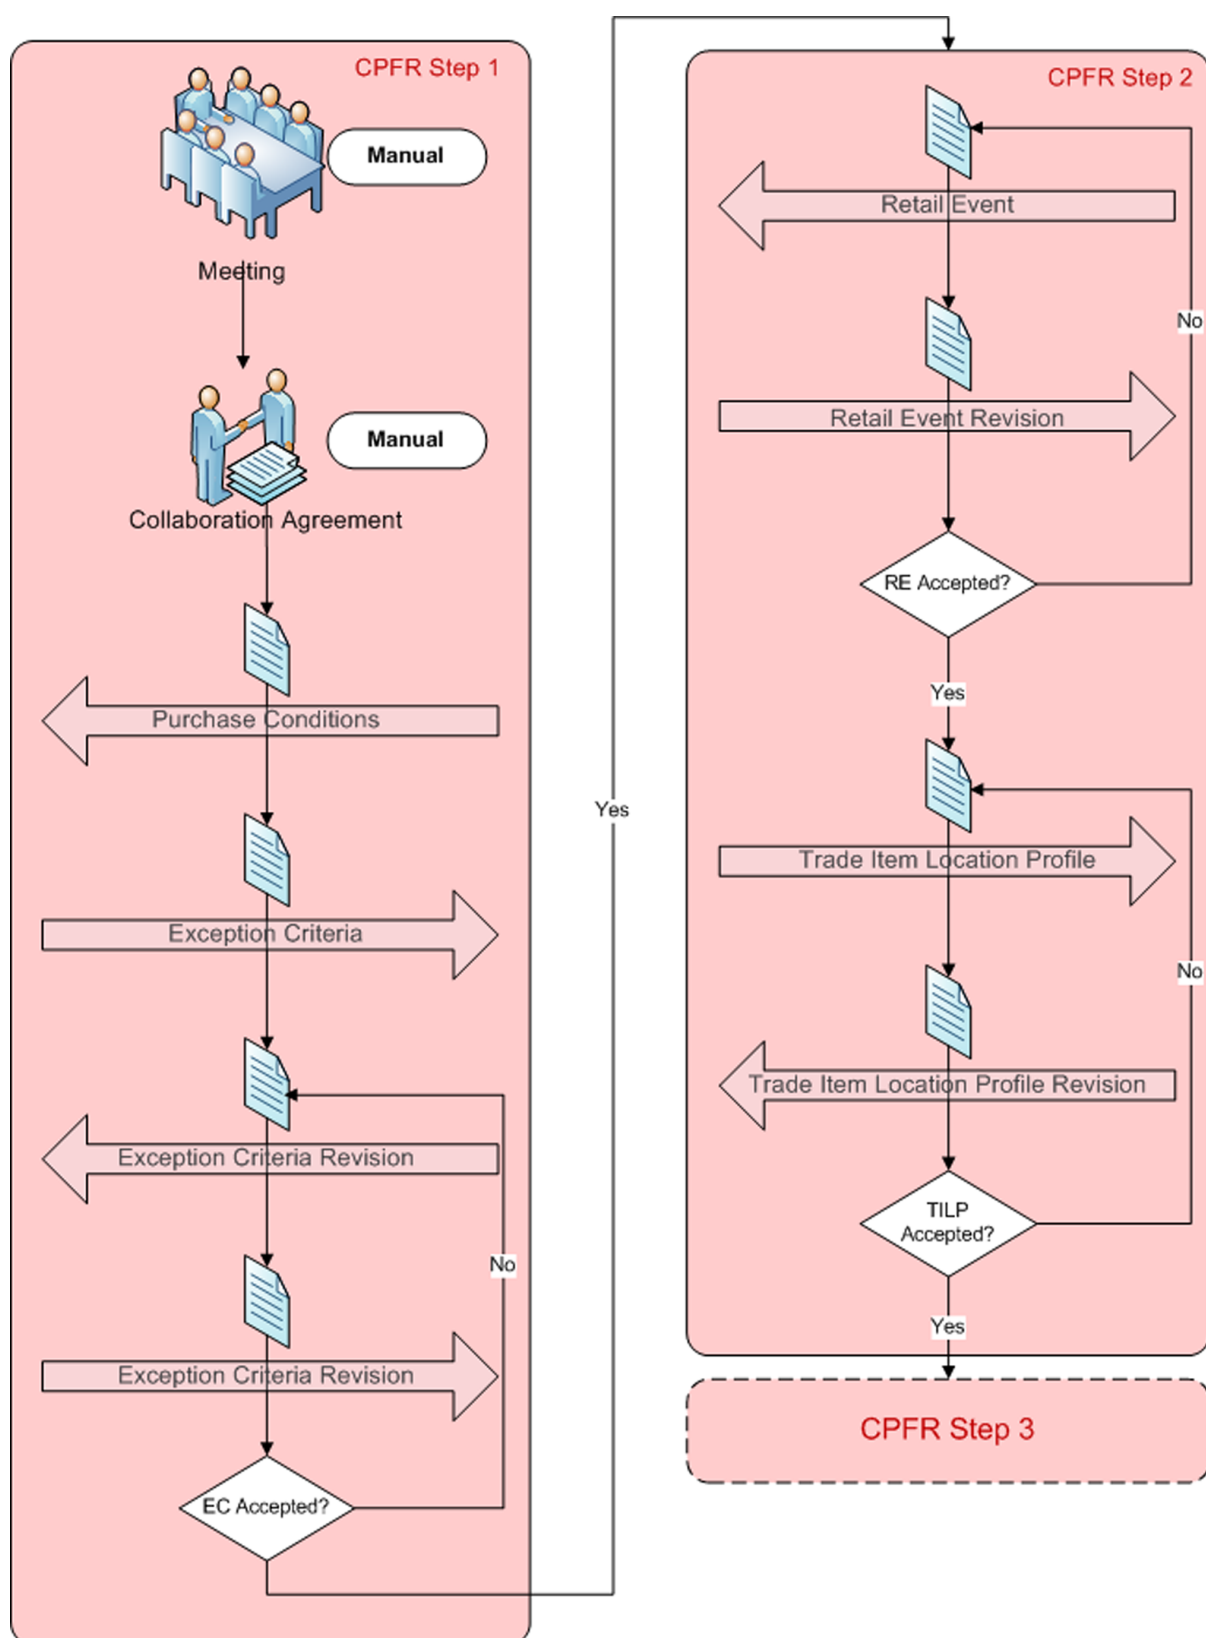 CPFR Step 1
Manual
Meeting
Manual
Collaboration Agreement
Purchase Conditions
Exception Criteria
Exception Criteria Revision
No
Exception Criteria Revision
EC Accepted?
Yes
CPFR Step 2
Retail Event
No
Retail Event Revision
RE Accepted?
Yes
Trade Item Location Profile
No
Trade Item Location Profile Revision
TILP
Accepted?
Yes
CPFR Step 3